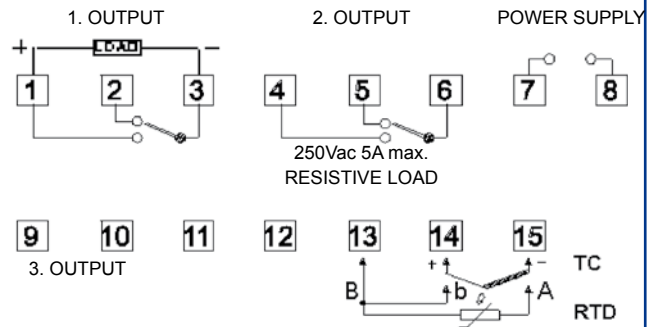 1. OUTPUT 2. OUTPUT POWER SUPPLY
+ LOAD −
1 2 3 4 5 6 7 8
250Vac 5A max.
RESISTIVE LOAD
9 10 11 12 13 14 15
3. OUTPUT
+ − TC
B b A
RTD